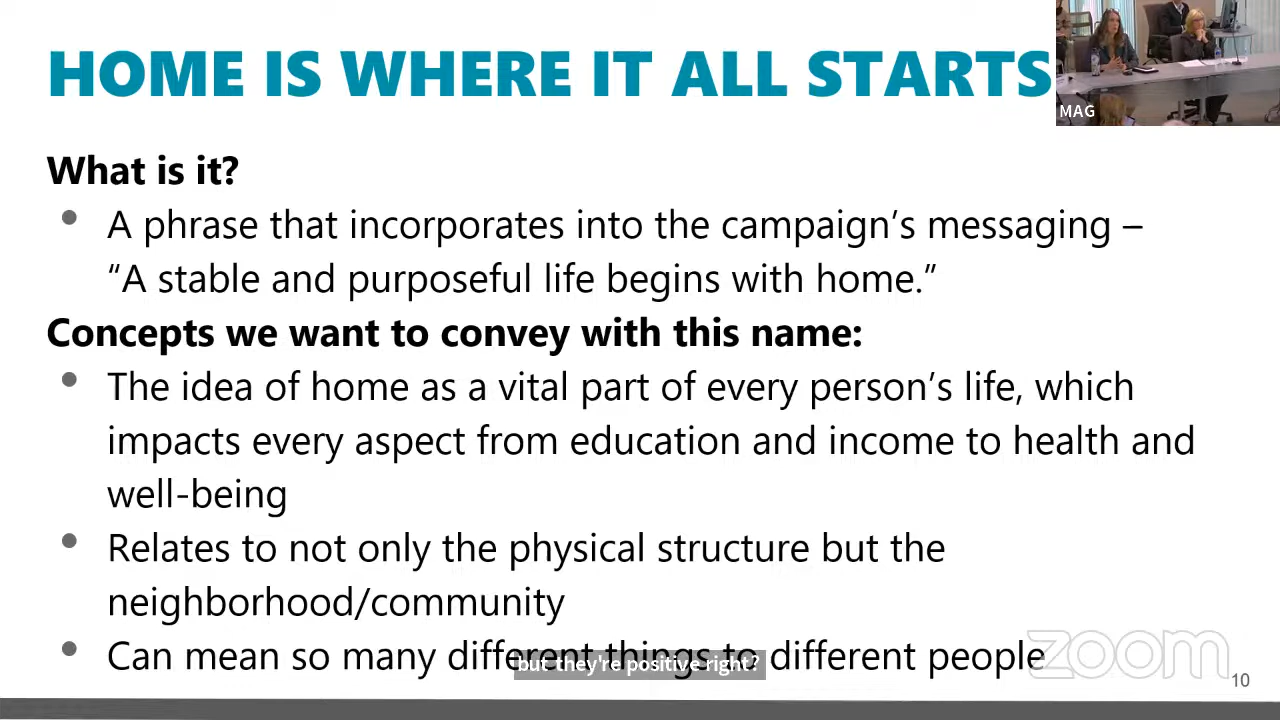 HOME IS WHERE IT ALL STARTS
MAG
What is it?
• A phrase that incorporates into the campaign’s messaging –
“A stable and purposeful life begins with home.”
Concepts we want to convey with this name:
• The idea of home as a vital part of every person’s life, which
impacts every aspect from education and income to health and
well-being
• Relates to not only the physical structure but the
neighborhood/community
• Can mean so many different things to different people
but they're positive right?
zoom
10